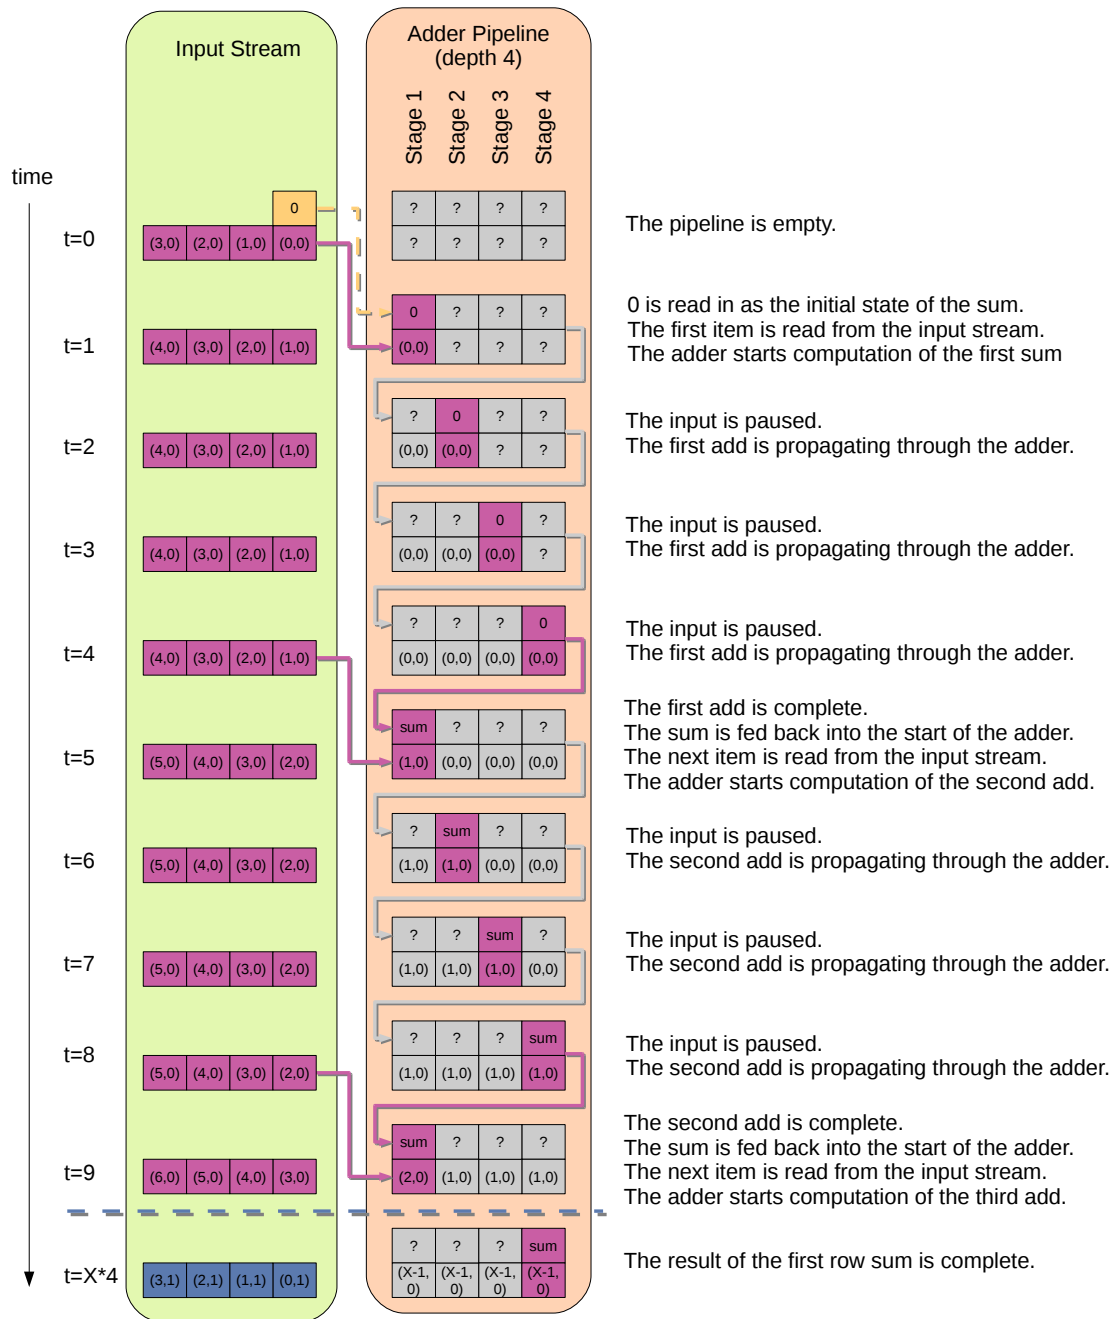 Input Stream
Adder Pipeline
(depth 4)
Stage 1
Stage 2
Stage 3
Stage 4
time
0
? ? ? ?
t=0
(3,0) (2,0) (1,0) (0,0)
? ? ? ?
The pipeline is empty.
0 ? ? ?
t=1
(4,0) (3,0) (2,0) (1,0)
(0,0) ? ? ?
0 is read in as the initial state of the sum.
The first item is read from the input stream.
The adder starts computation of the first sum
? 0 ? ?
t=2
(4,0) (3,0) (2,0) (1,0)
(0,0) (0,0) ? ?
The input is paused.
The first add is propagating through the adder.
? ? 0 ?
t=3
(4,0) (3,0) (2,0) (1,0)
(0,0) (0,0) (0,0) ?
The input is paused.
The first add is propagating through the adder.
? ? ? 0
t=4
(4,0) (3,0) (2,0) (1,0)
(0,0) (0,0) (0,0) (0,0)
The input is paused.
The first add is propagating through the adder.
sum ? ? ?
t=5
(5,0) (4,0) (3,0) (2,0)
(1,0) (0,0) (0,0) (0,0)
The first add is complete.
The sum is fed back into the start of the adder.
The next item is read from the input stream.
The adder starts computation of the second add.
? sum ? ?
t=6
(5,0) (4,0) (3,0) (2,0)
(1,0) (1,0) (0,0) (0,0)
The input is paused.
The second add is propagating through the adder.
? ? sum ?
t=7
(5,0) (4,0) (3,0) (2,0)
(1,0) (1,0) (1,0) (0,0)
The input is paused.
The second add is propagating through the adder.
? ? ? sum
t=8
(5,0) (4,0) (3,0) (2,0)
(1,0) (1,0) (1,0) (1,0)
The input is paused.
The second add is propagating through the adder.
sum ? ? ?
t=9
(6,0) (5,0) (4,0) (3,0)
(2,0) (1,0) (1,0) (1,0)
The second add is complete.
The sum is fed back into the start of the adder.
The next item is read from the input stream.
The adder starts computation of the third add.
? ? ? sum
t=X*4
(3,1) (2,1) (1,1) (0,1)
(X-1, (X-1, (X-1, (X-1,
0) 0) 0) 0)
The result of the first row sum is complete.